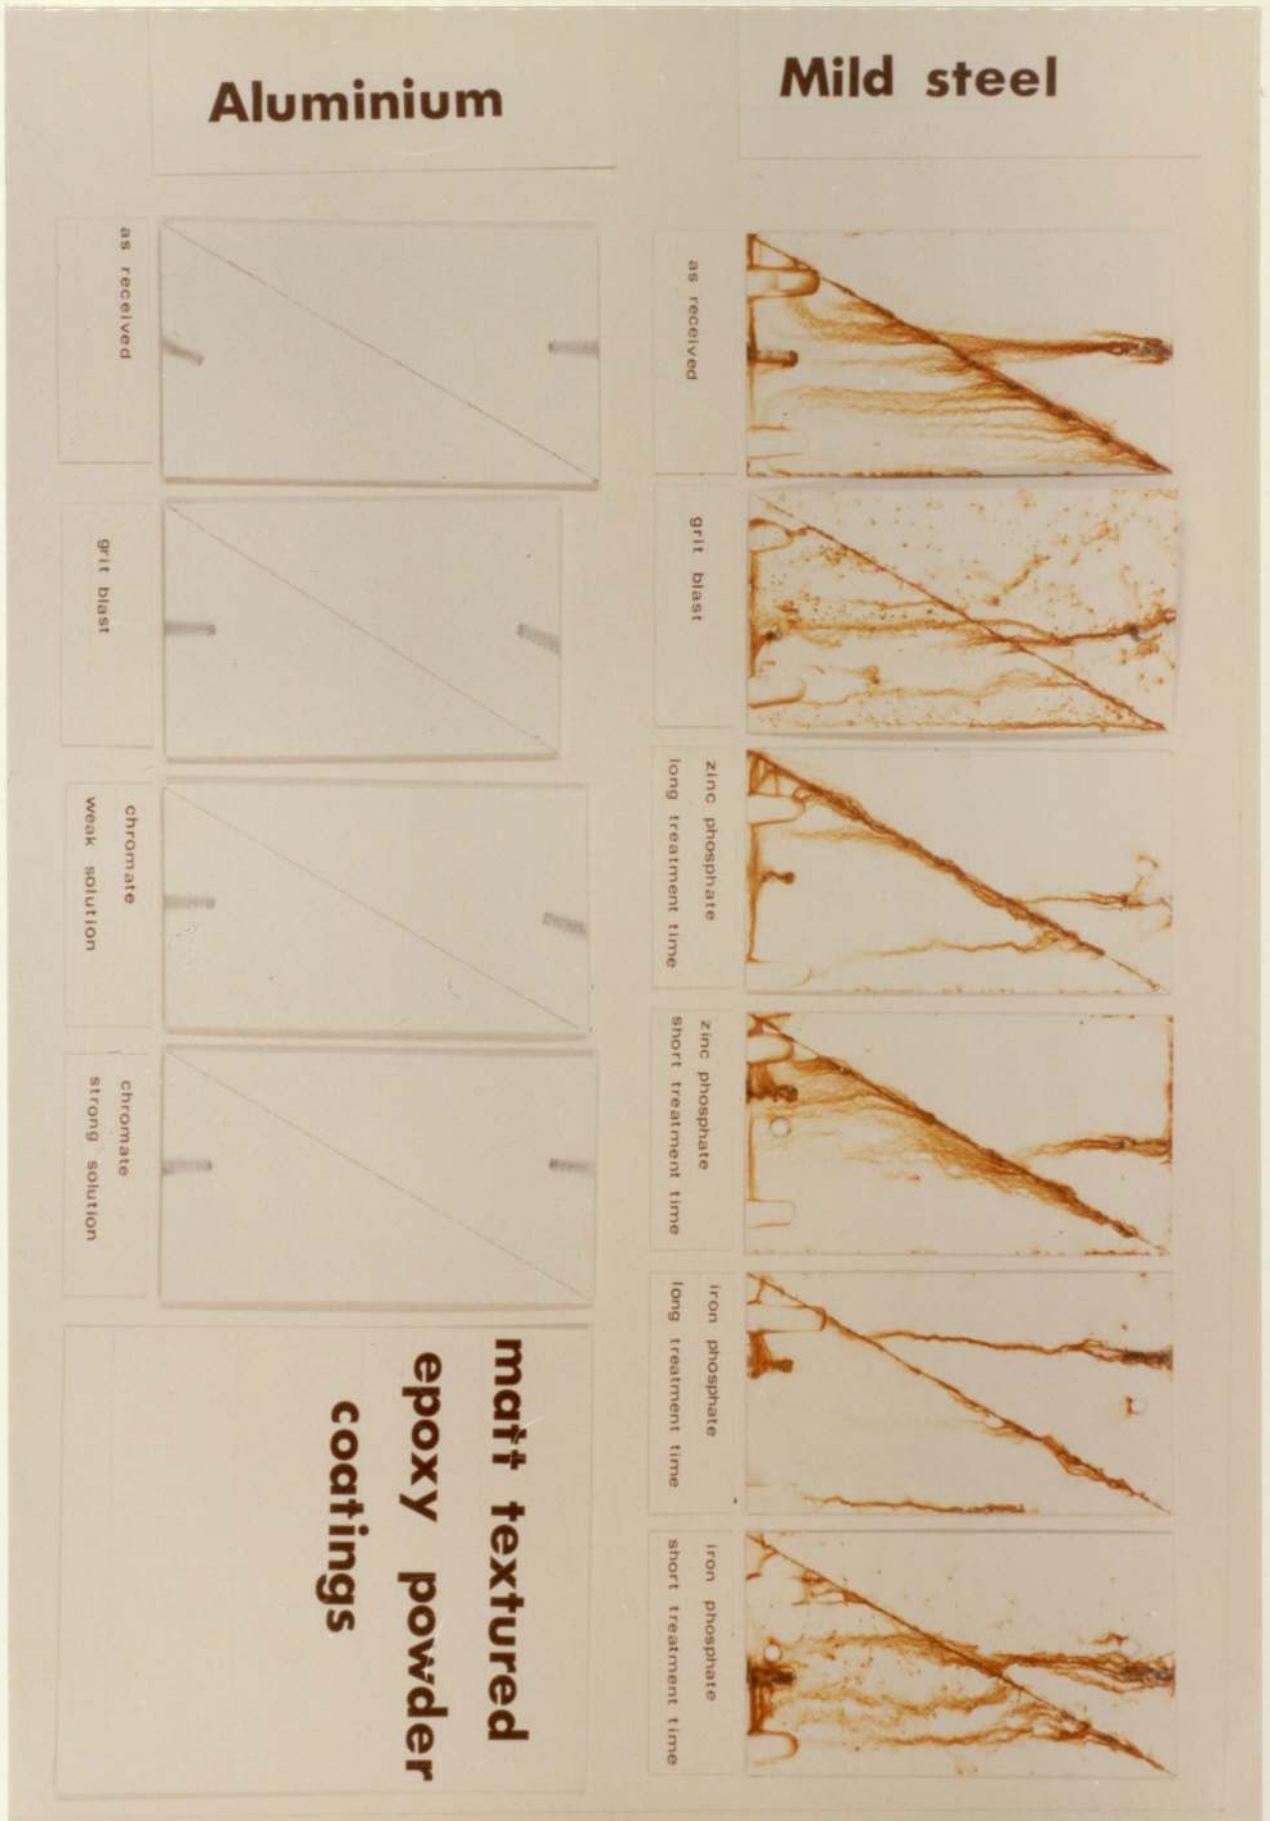 Aluminium
as received
grit blast
chromate
weak solution
chromate
strong solution
matt textured
epoxy powder
coatings
Mild steel
as received
grit blast
zinc phosphate
long treatment time
zinc phosphate
short treatment time
iron phosphate
long treatment time
iron phosphate
short treatment time